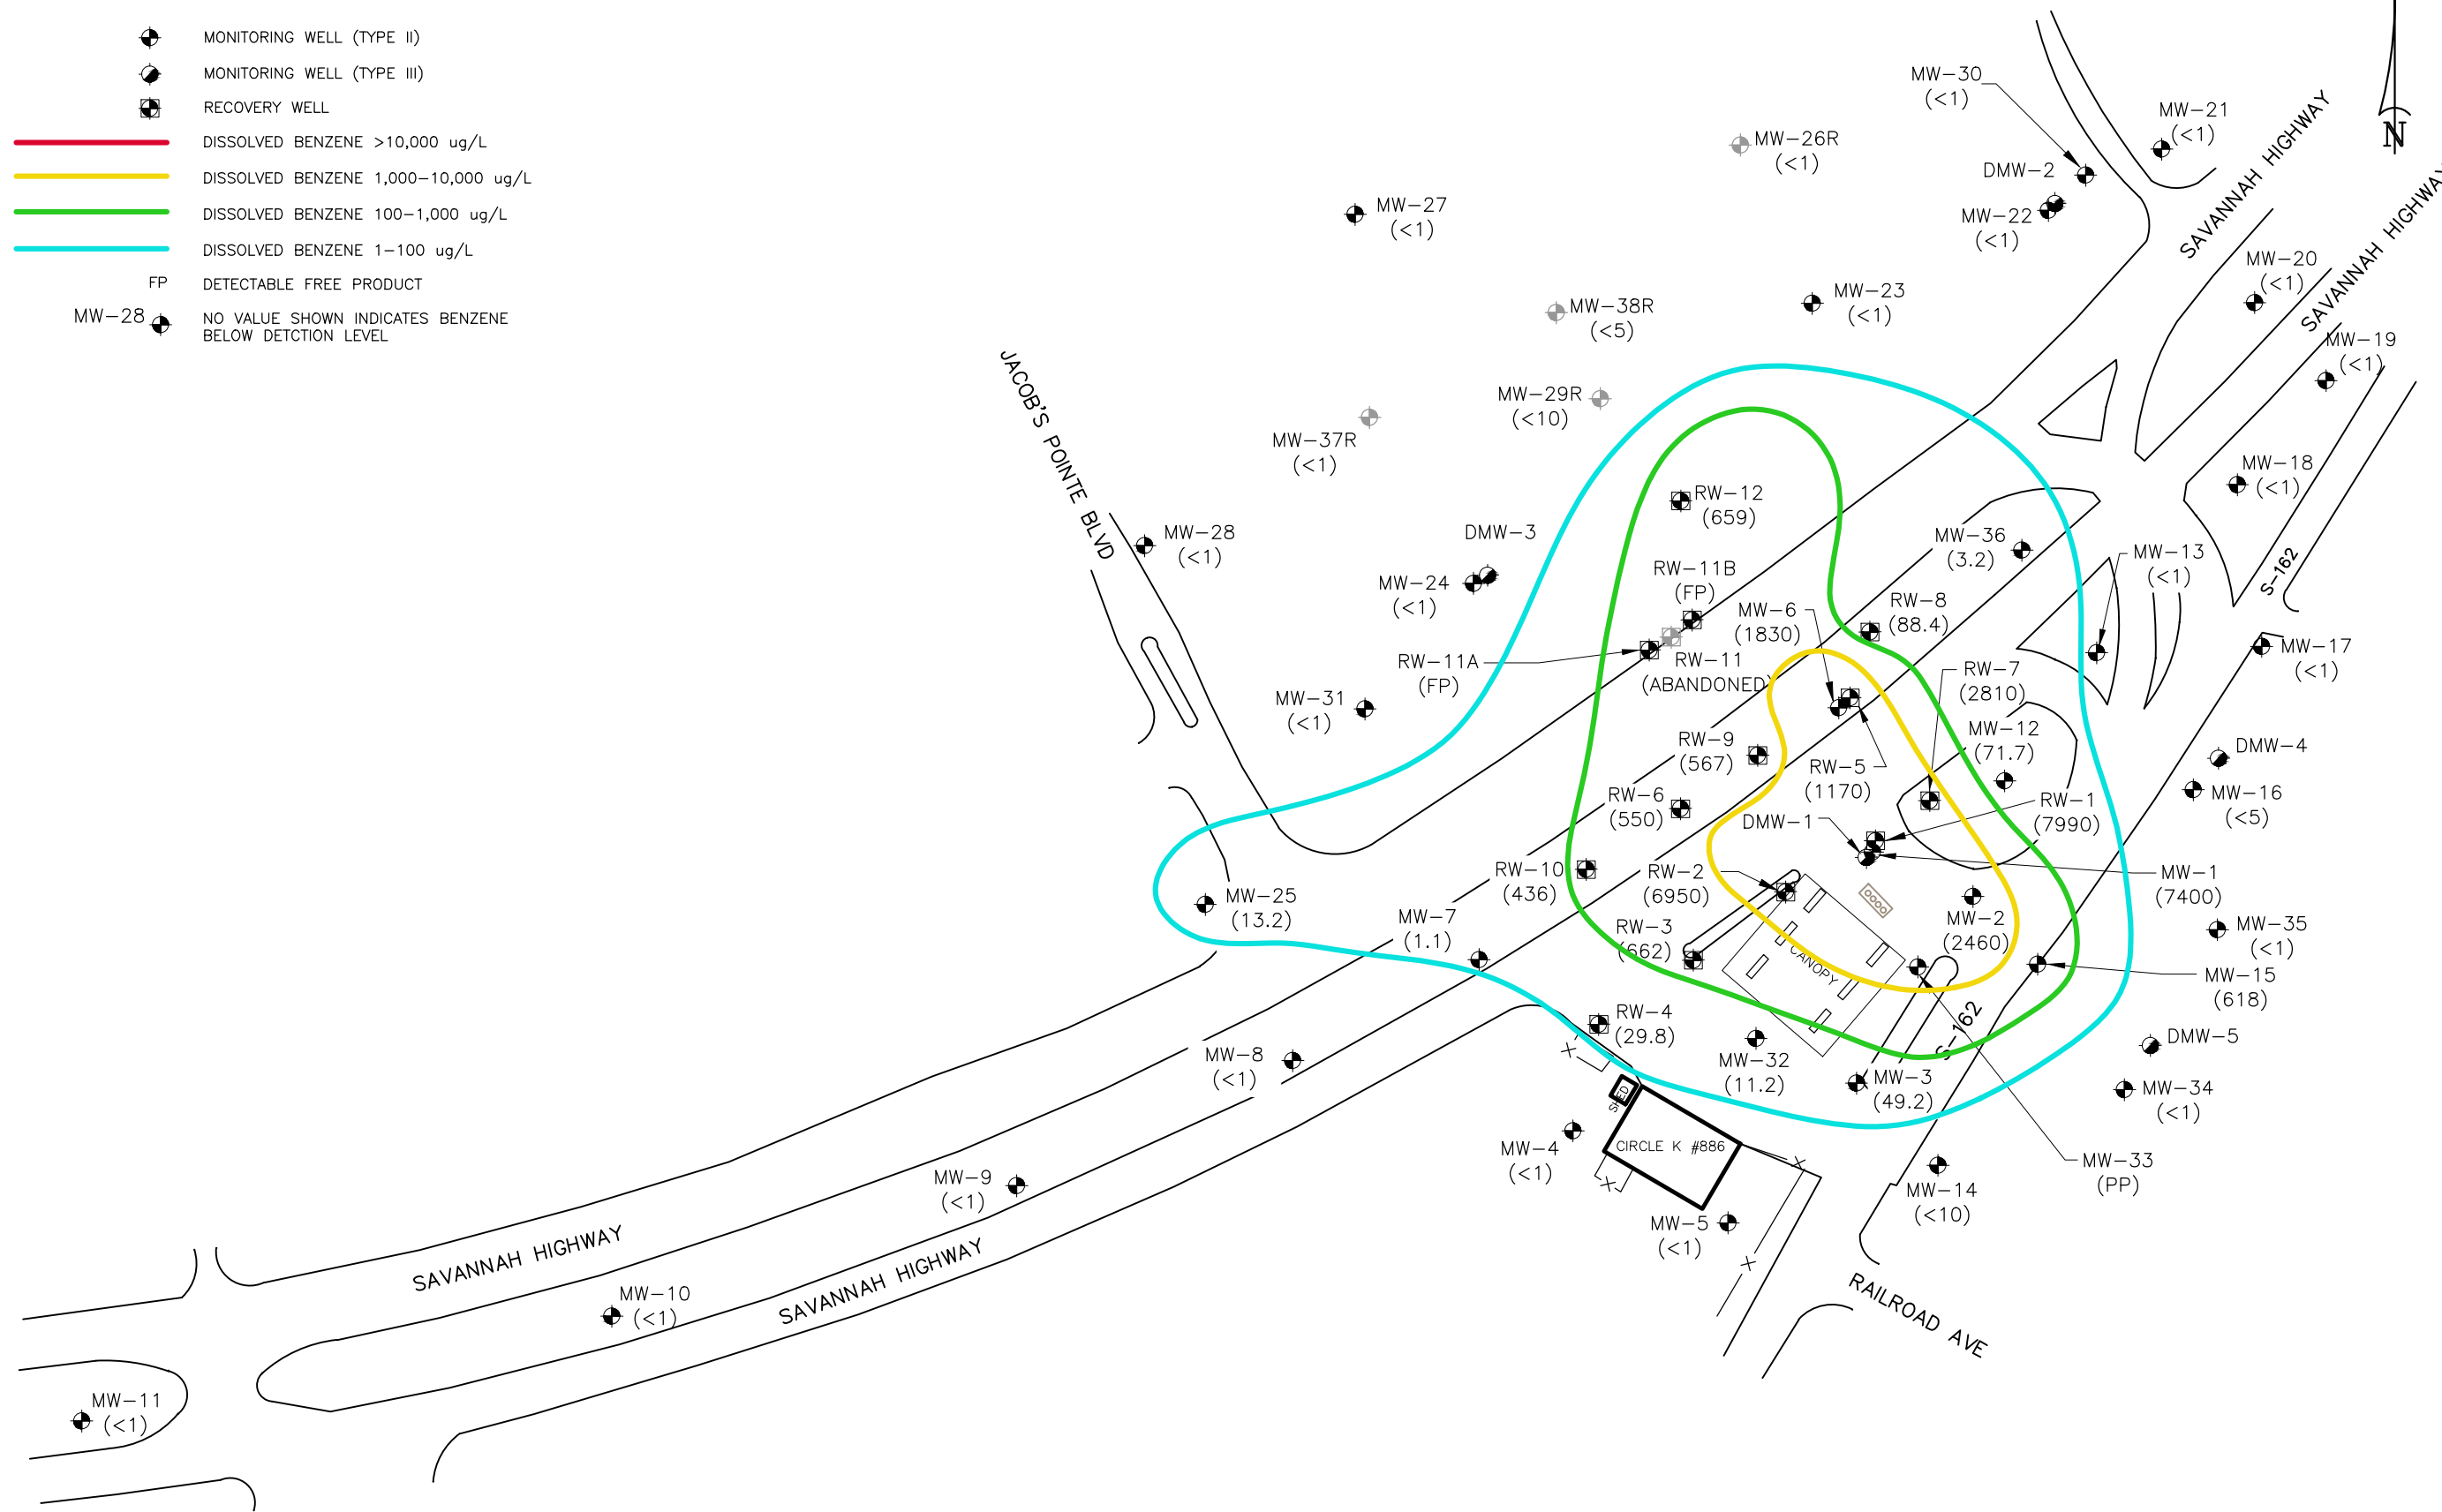 MONITORING WELL (TYPE II)
MONITORING WELL (TYPE III)
RECOVERY WELL
DISSOLVED BENZENE >10,000 ug/L
DISSOLVED BENZENE 1,000-10,000 ug/L
DISSOLVED BENZENE 100-1,000 ug/L
DISSOLVED BENZENE 1-100 ug/L
FP DETECTABLE FREE PRODUCT
MW-28 NO VALUE SHOWN INDICATES BENZENE
BELOW DETCTION LEVEL
N
MW-30
(<1)
MW-21
(<1)
MW-26R
(<1)
DMW-2
MW-22
(<1)
MW-27
(<1)
SAVANNAH HIGHWAY
SAVANNAH HIGHWAY
MW-20
(<1)
MW-23
(<1)
MW-38R
(<5)
MW-19
(<1)
MW-29R
(<10)
MW-37R
(<1)
JACOB'S POINTE BLVD
MW-18
(<1)
RW-12
(659)
MW-28
(<1)
DMW-3
MW-24
(<1)
MW-36
(3.2)
MW-13
(<1)
S-162
RW-11B
(FP)
MW-6
(1830)
RW-8
(88.4)
MW-17
(<1)
RW-11A
(FP)
RW-11
(ABANDONED)
RW-7
(2810)
MW-31
(<1)
RW-9
(567)
MW-12
(71.7)
DMW-4
RW-5
(1170)
MW-16
(<5)
RW-6
(550)
DMW-1
RW-1
(7990)
RW-10
(436)
RW-2
(6950)
MW-1
(7400)
MW-25
(13.2)
MW-7
(1.1)
RW-3
(662)
MW-2
(2460)
MW-35
(<1)
CANOPY
MW-15
(618)
RW-4
(29.8)
S-162
DMW-5
MW-8
(<1)
MW-32
(11.2)
MW-3
(49.2)
MW-34
(<1)
SHED
MW-4
(<1)
CIRCLE K #886
MW-33
(PP)
MW-9
(<1)
MW-14
(<10)
MW-5
(<1)
SAVANNAH HIGHWAY
SAVANNAH HIGHWAY
MW-10
(<1)
RAILROAD AVE
MW-11
(<1)
X
X
X
X